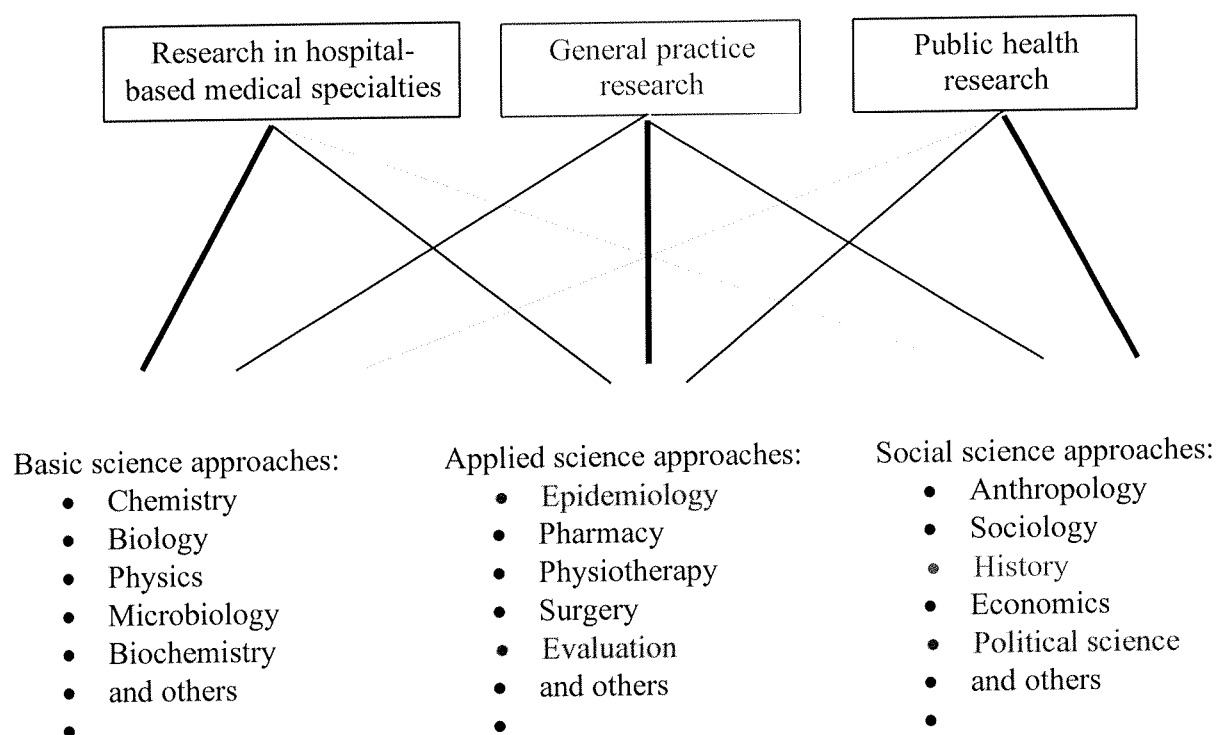 Research in hospital-
based medical specialties
General practice
research
Public health
research
Basic science approaches:
• Chemistry
• Biology
• Physics
• Microbiology
• Biochemistry
• and others
•
Applied science approaches:
• Epidemiology
• Pharmacy
• Physiotherapy
• Surgery
• Evaluation
• and others
•
Social science approaches:
• Anthropology
• Sociology
• History
• Economics
• Political science
• and others
•